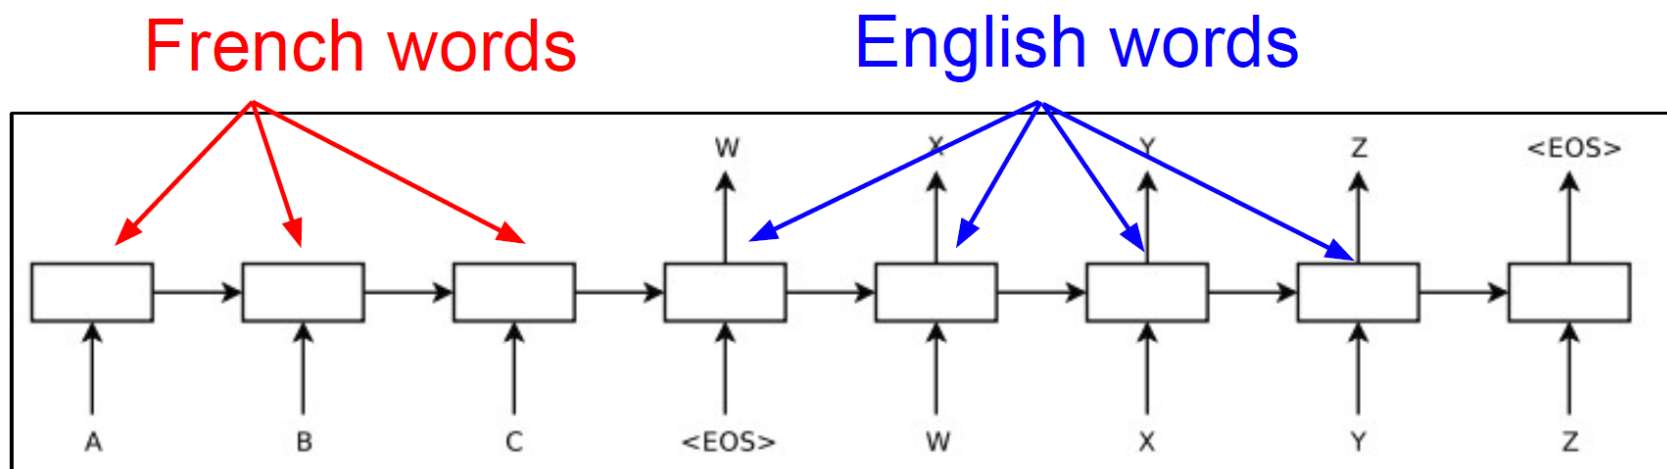 French words English words
W X Y Z <EOS>
A B C <EOS> W X Y Z